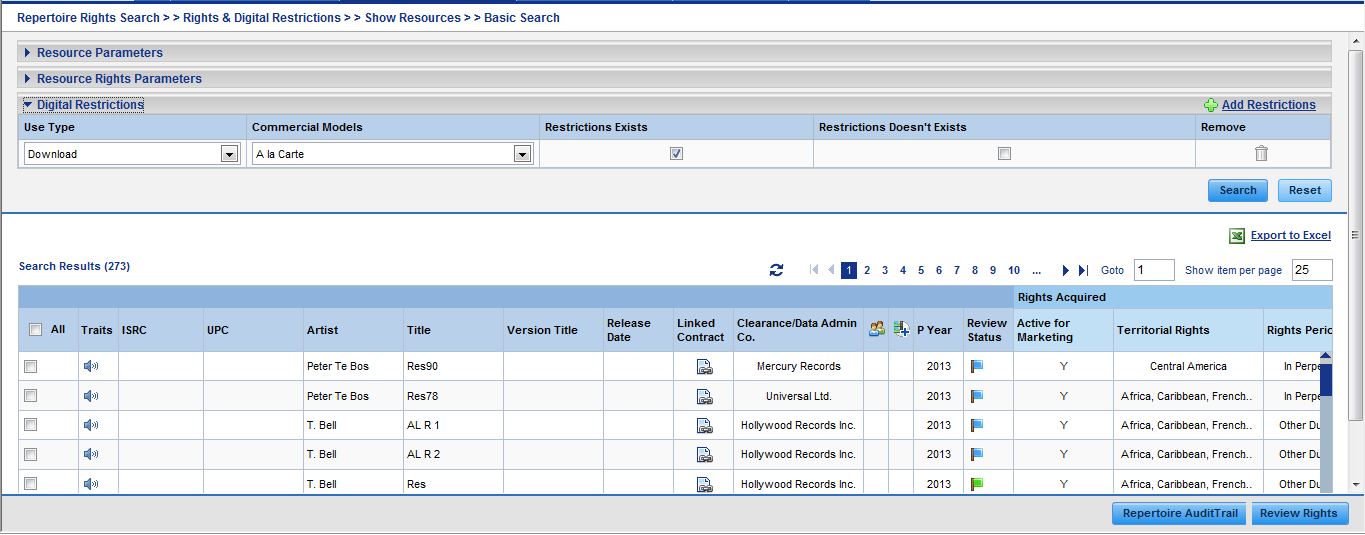 Repertoire Rights Search > > Rights & Digital Restrictions > > Show Resources > > Basic Search
Resource Parameters
Resource Rights Parameters
Digital Restrictions Add Restrictions
Use Type Commercial Models Restrictions Exists Restrictions Doesn't Exists Remove
Download A la Carte
Search Reset
Export to Excel
Search Results (273) 1 2 3 4 5 6 7 8 9 10 ... Goto 1 Show item per page 25
Rights Acquired
All Traits ISRC UPC Artist Title Version Title Release Date Linked Contract Clearance/Data Admin Co. P Year Review Status Active for Marketing Territorial Rights Rights Peric
Peter Te Bos Res90 Mercury Records 2013 Y Central America In Perpe
Peter Te Bos Res78 Universal Ltd. 2013 Y Africa, Caribbean, French.. In Perpe
T. Bell AL R 1 Hollywood Records Inc. 2013 Y Africa, Caribbean, French.. Other Du
T. Bell AL R 2 Hollywood Records Inc. 2013 Y Africa, Caribbean, French.. Other Du
T. Bell Res Hollywood Records Inc. 2013 Y Africa, Caribbean, French.. Other Du
Repertoire AuditTrail Review Rights